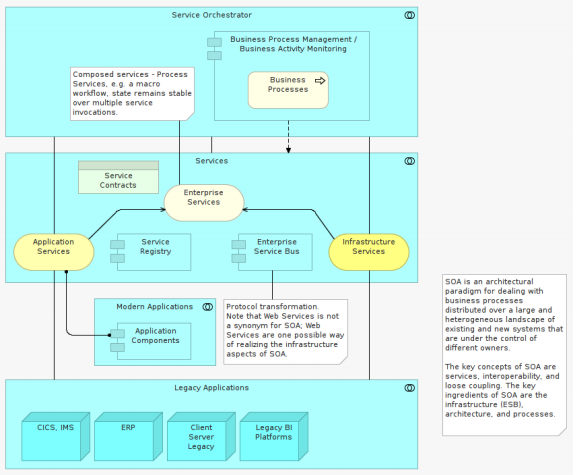 Service Orchestrator
Business Process Management /
Business Activity Monitoring
Business
Processes
Composed services - Process
Services, e.g. a macro
workflow, state remains stable
over multiple service
invocations.
Services
Service
Contracts
Enterprise
Services
Application
Services
Service
Registry
Enterprise
Service Bus
Infrastructure
Services
Modern Applications
Application
Components
Protocol transformation.
Note that Web Services is not
a synonym for SOA; Web
Services are one possible way
of realizing the infrastructure
aspects of SOA.
SOA is an architectural
paradigm for dealing with
business processes
distributed over a large and
heterogeneous landscape of
existing and new systems that
are under the control of
different owners.
The key concepts of SOA are
services, interoperability, and
loose coupling. The key
ingredients of SOA are the
infrastructure (ESB),
architecture, and processes.
Legacy Applications
CICS, IMS
ERP
Client
Server
Legacy
Legacy BI
Platforms